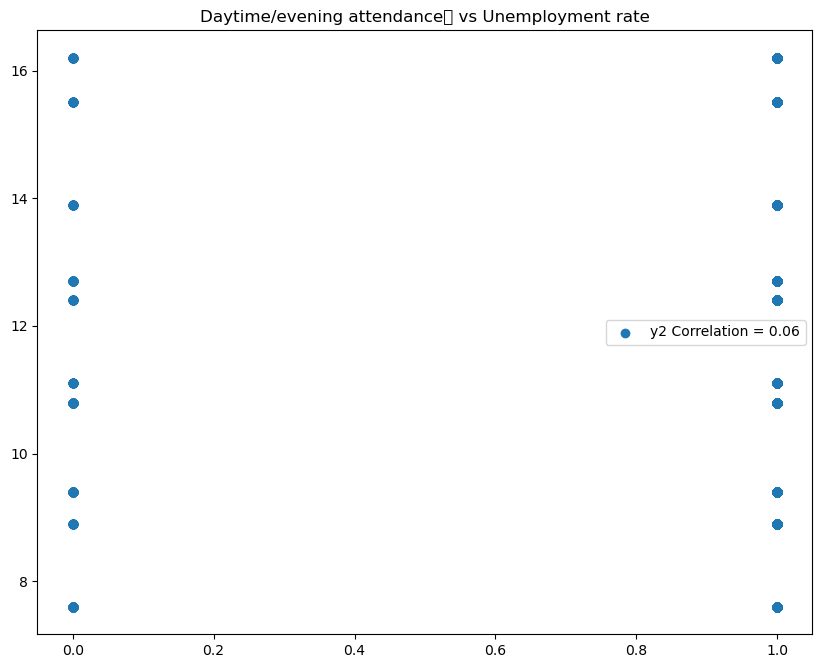 Daytime/evening attendance vs Unemployment rate
16
14
12
10
8
y2 Correlation = 0.06
0.0 0.2 0.4 0.6 0.8 1.0